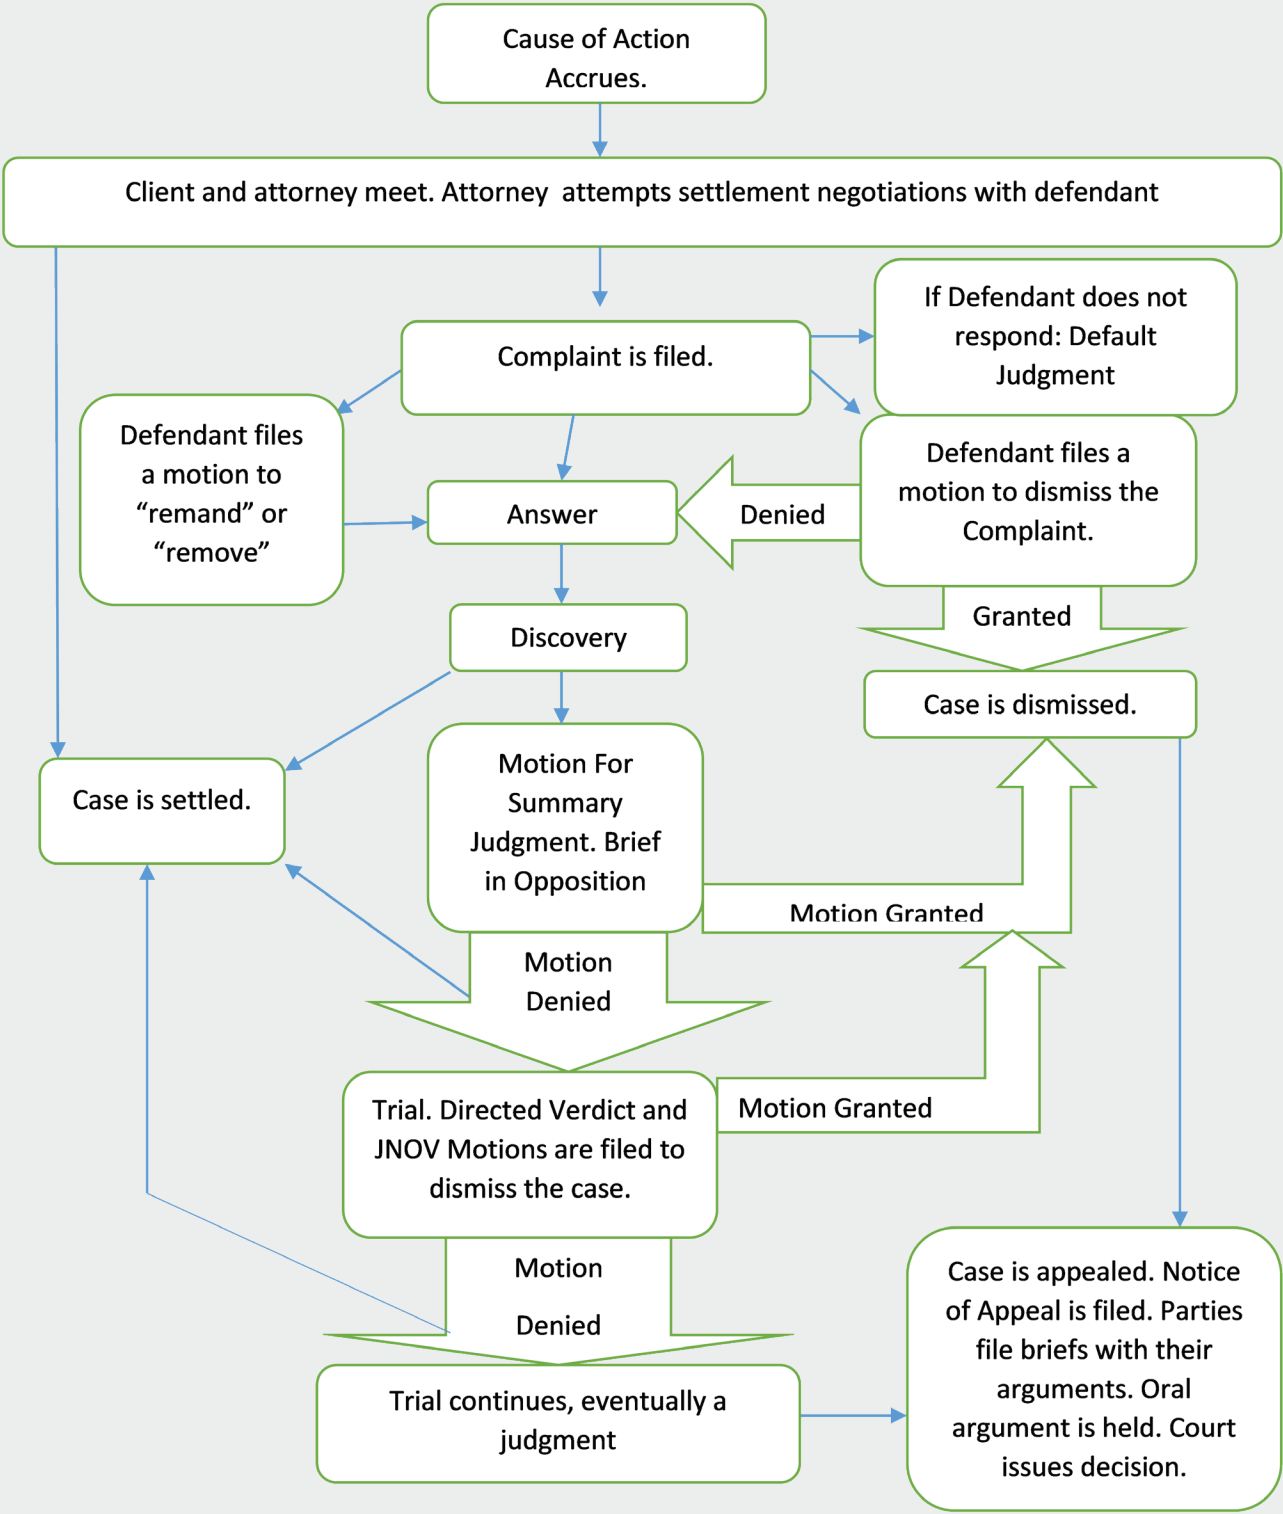 Cause of Action
Accrues.
Client and attorney meet. Attorney  attempts settlement negotiations with defendant
If Defendant does not
respond: Default
Judgment
Complaint is filed.
Defendant files
a motion to
“remand” or
“remove”
Defendant files a
motion to dismiss the
Complaint.
Answer
Denied
Granted
Discovery
Case is dismissed.
Motion For
Summary
Judgment. Brief
in Opposition
Case is settled.
Motion Granted
Motion
Denied
Trial. Directed Verdict and
JNOV Motions are filed to
dismiss the case.
Motion Granted
Motion
Denied
Case is appealed. Notice
of Appeal is filed. Parties
file briefs with their
arguments. Oral
argument is held. Court
issues decision.
Trial continues, eventually a
judgment